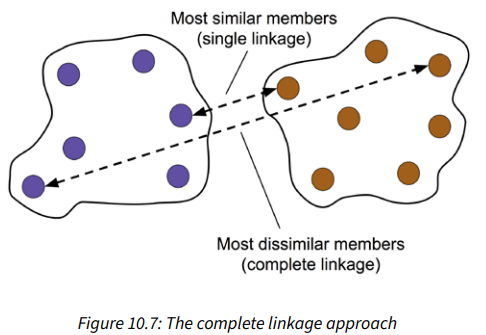 Most similar members
(single linkage)
Most dissimilar members
(complete linkage)
Figure 10.7: The complete linkage approach